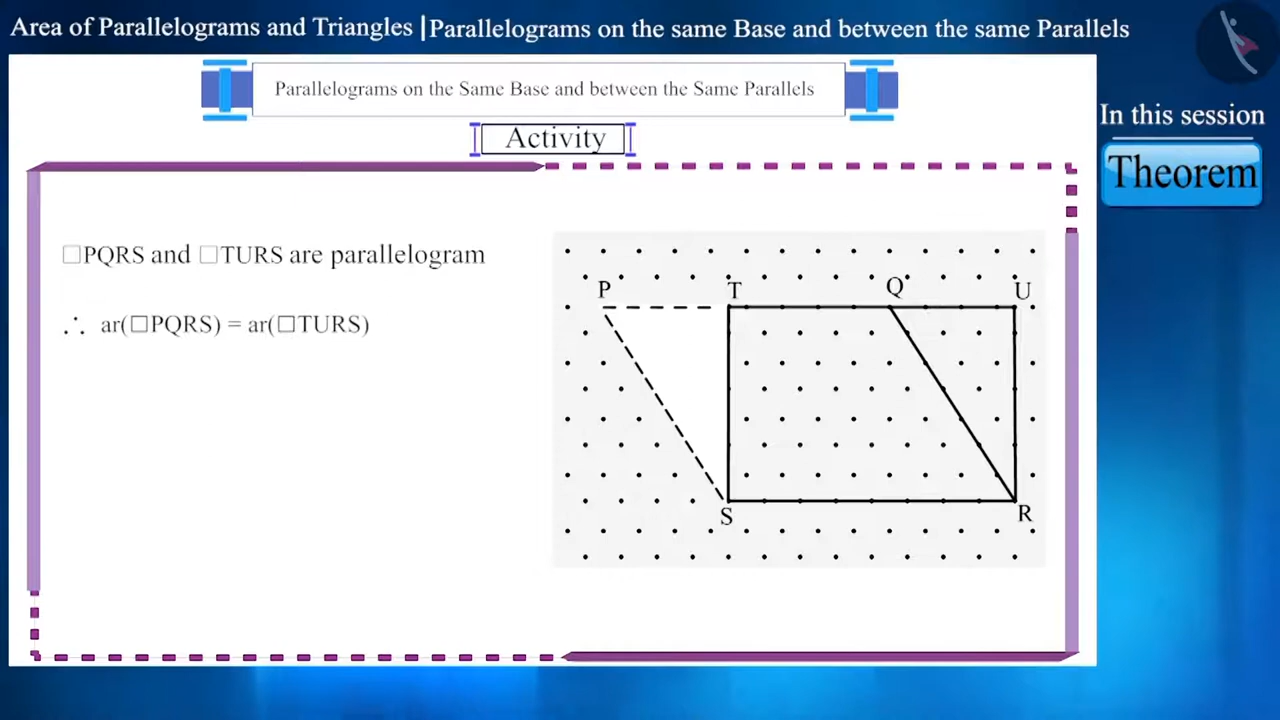 Area of Parallelograms and Triangles | Parallelograms on the same Base and between the same Parallels
Parallelograms on the Same Base and between the Same Parallels
Activity
In this session
Theorem
□PQRS and □TURS are parallelogram
∴ ar(□PQRS) = ar(□TURS)
P T Q U
S R